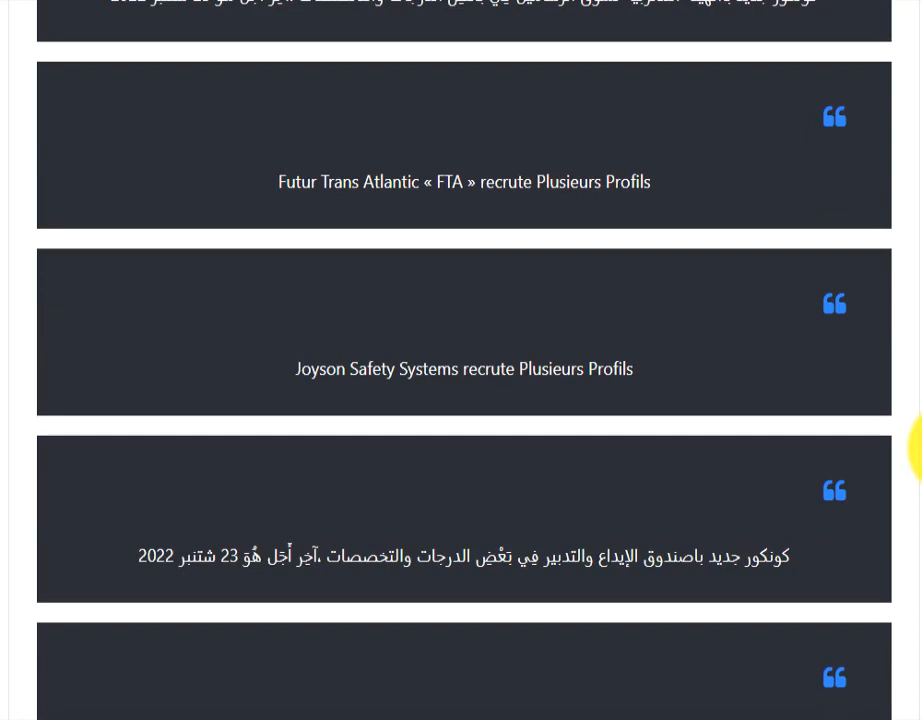 Futur Trans Atlantic « FTA » recrute Plusieurs Profils
Joyson Safety Systems recrute Plusieurs Profils
كونكور جديد باصندوق الإيداع والتدبير فِي بَعْضِ الدرجات والتخصصات ،آخِر أَجَل هُوَ 23 شتنبر 2022